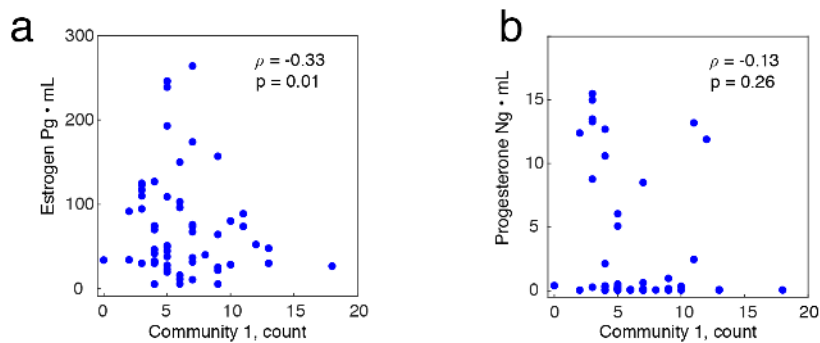 a
300
200
100
0
0
5
10
15
20
Estrogen Pg • mL
Community 1, count
ρ = -0.33
p = 0.01
b
15
10
5
0
0
5
10
15
20
Progesterone Ng • mL
Community 1, count
ρ = -0.13
p = 0.26